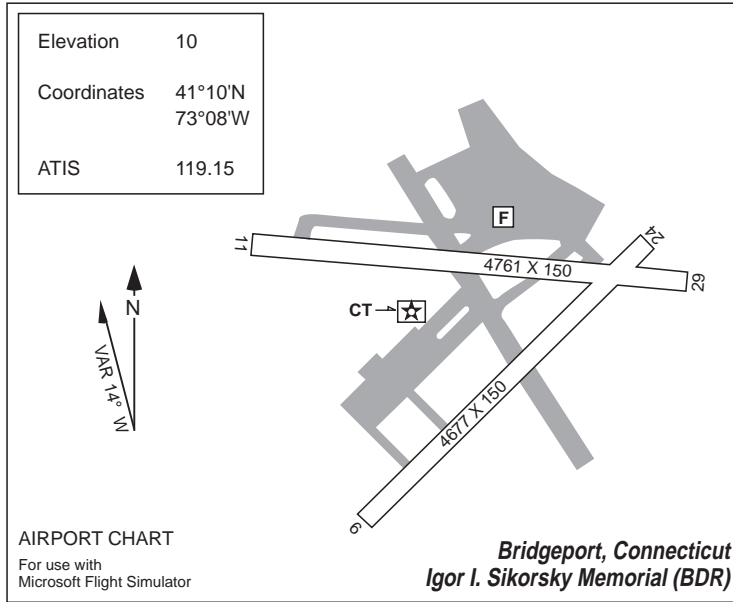 Elevation 10
Coordinates 41°10'N
73°08'W
ATIS 119.15
F
24
11
4761 X 150
29
CT
N
VAR 14° W
4677 X 150
6
AIRPORT CHART
For use with
Microsoft Flight Simulator
Bridgeport, Connecticut
Igor I. Sikorsky Memorial (BDR)